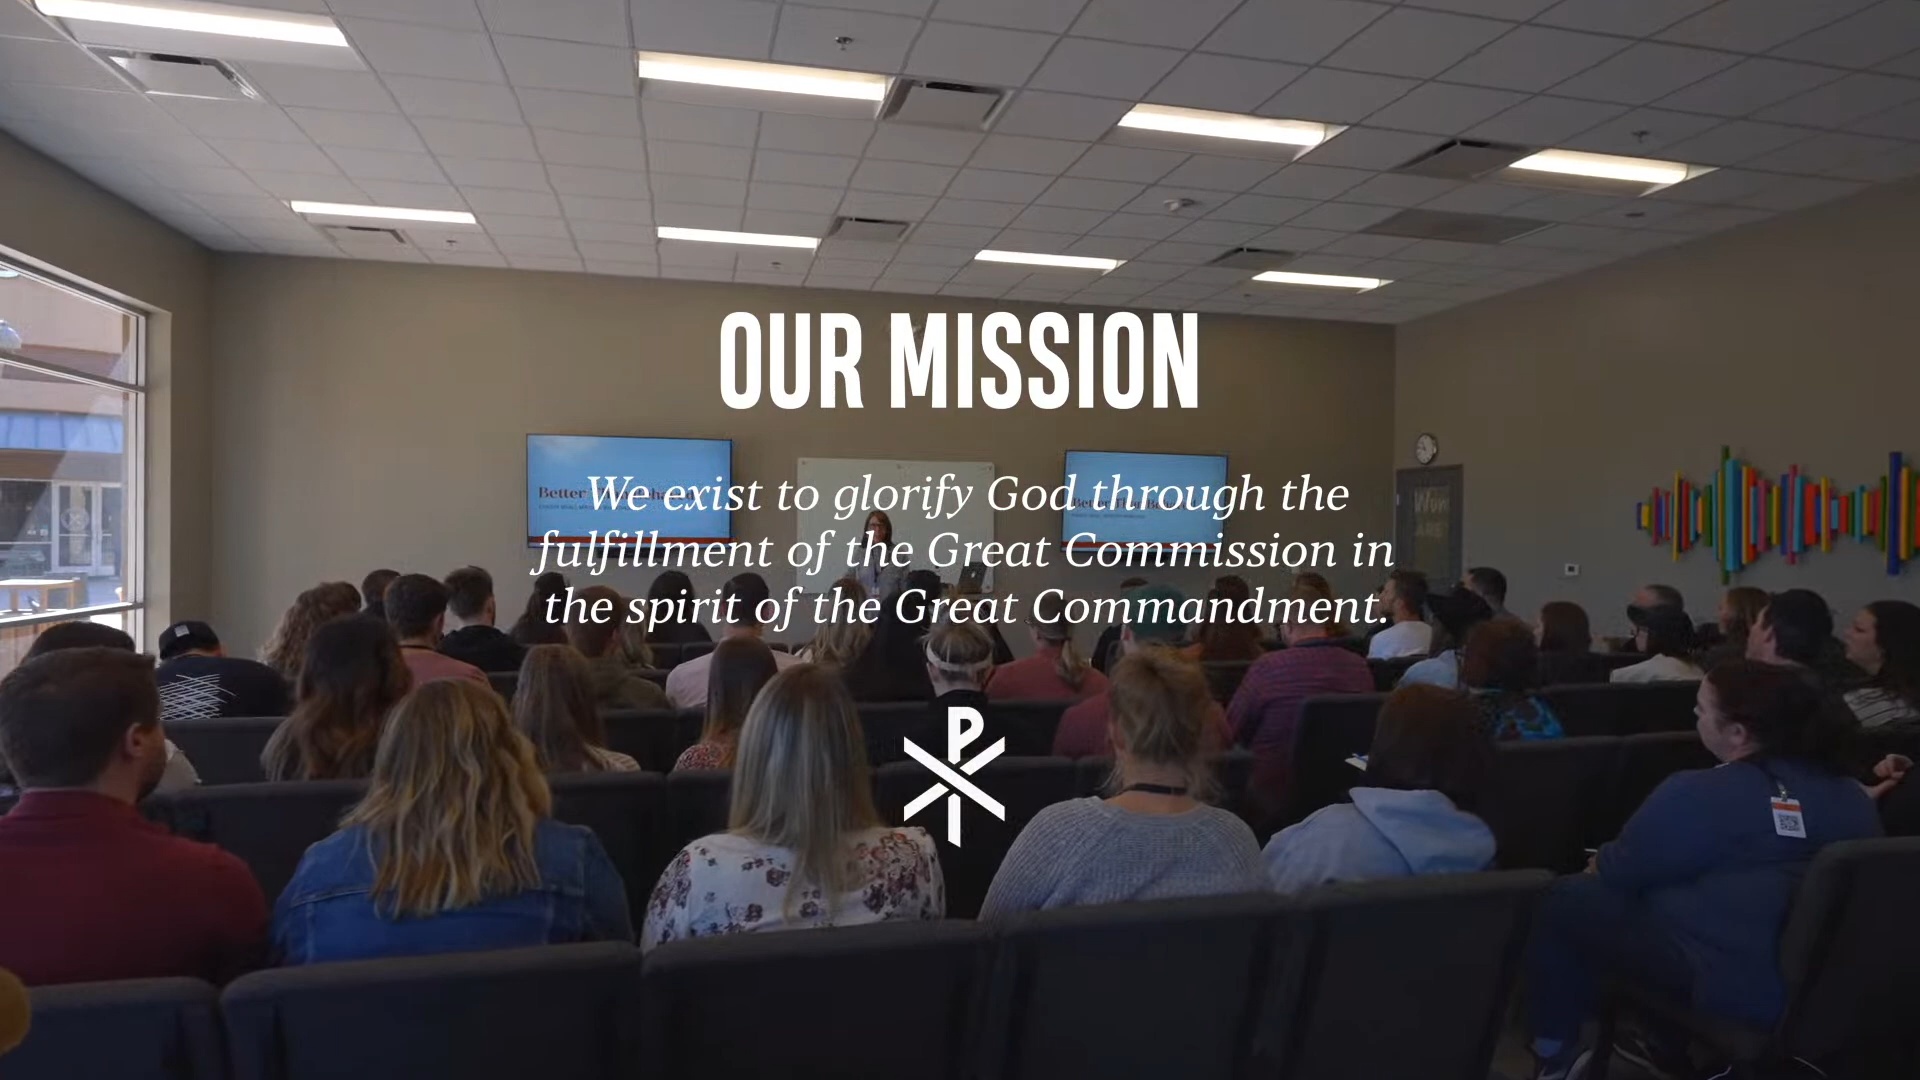 OUR MISSION
We exist to glorify God through the
fulfillment of the Great Commission in
the spirit of the Great Commandment.
Better